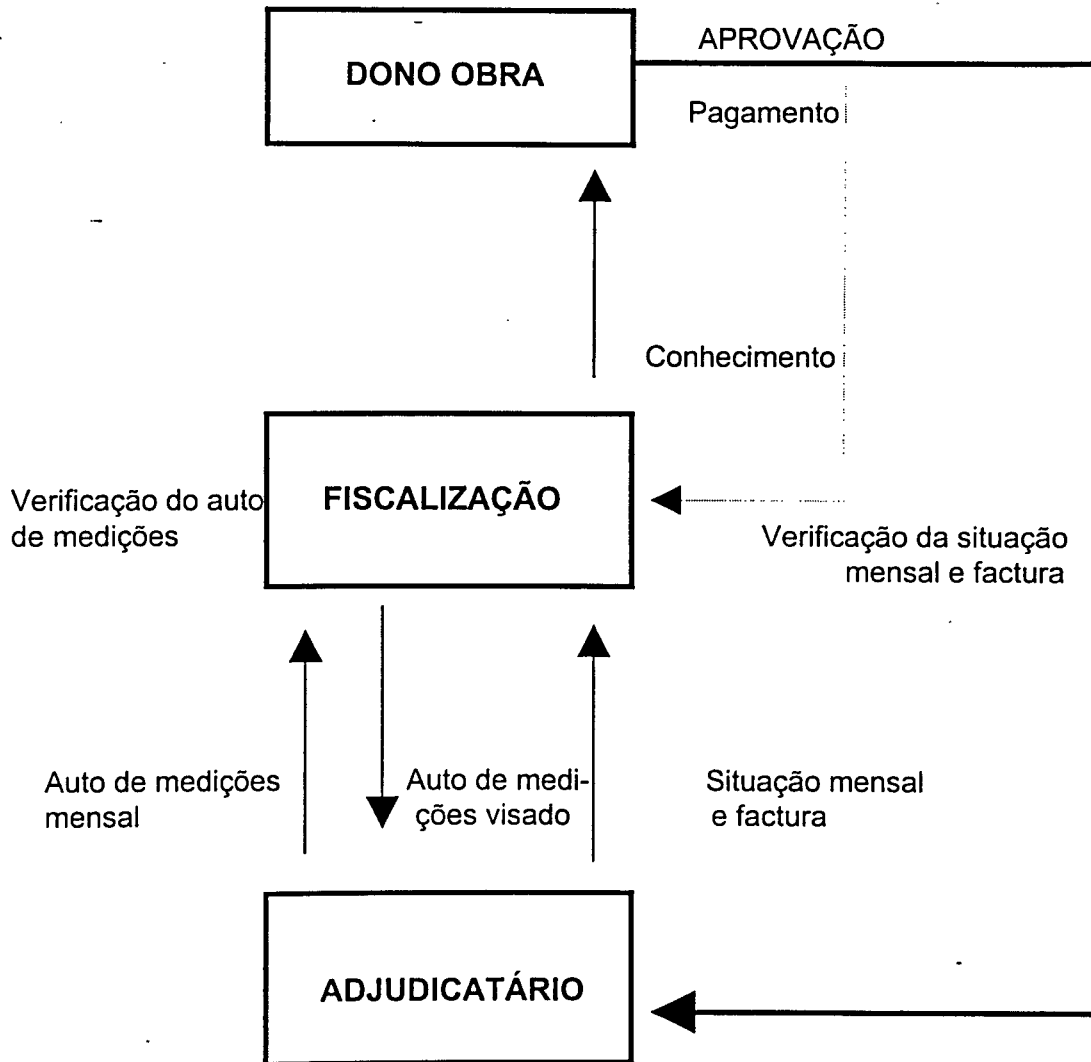 APROVAÇÃO
DONO OBRA
Pagamento
Conhecimento
Verificação do auto
de medições
FISCALIZAÇÃO
Verificação da situação
mensal e factura
Auto de medições
mensal
Auto de medi-
ções visado
Situação mensal
e factura
ADJUDICATÁRIO